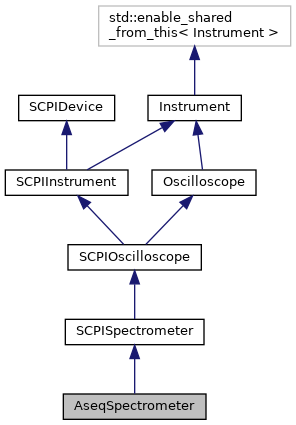 std::enable_shared
_from_this< Instrument >
SCPIDevice
Instrument
SCPIInstrument
Oscilloscope
SCPIOscilloscope
SCPISpectrometer
AseqSpectrometer